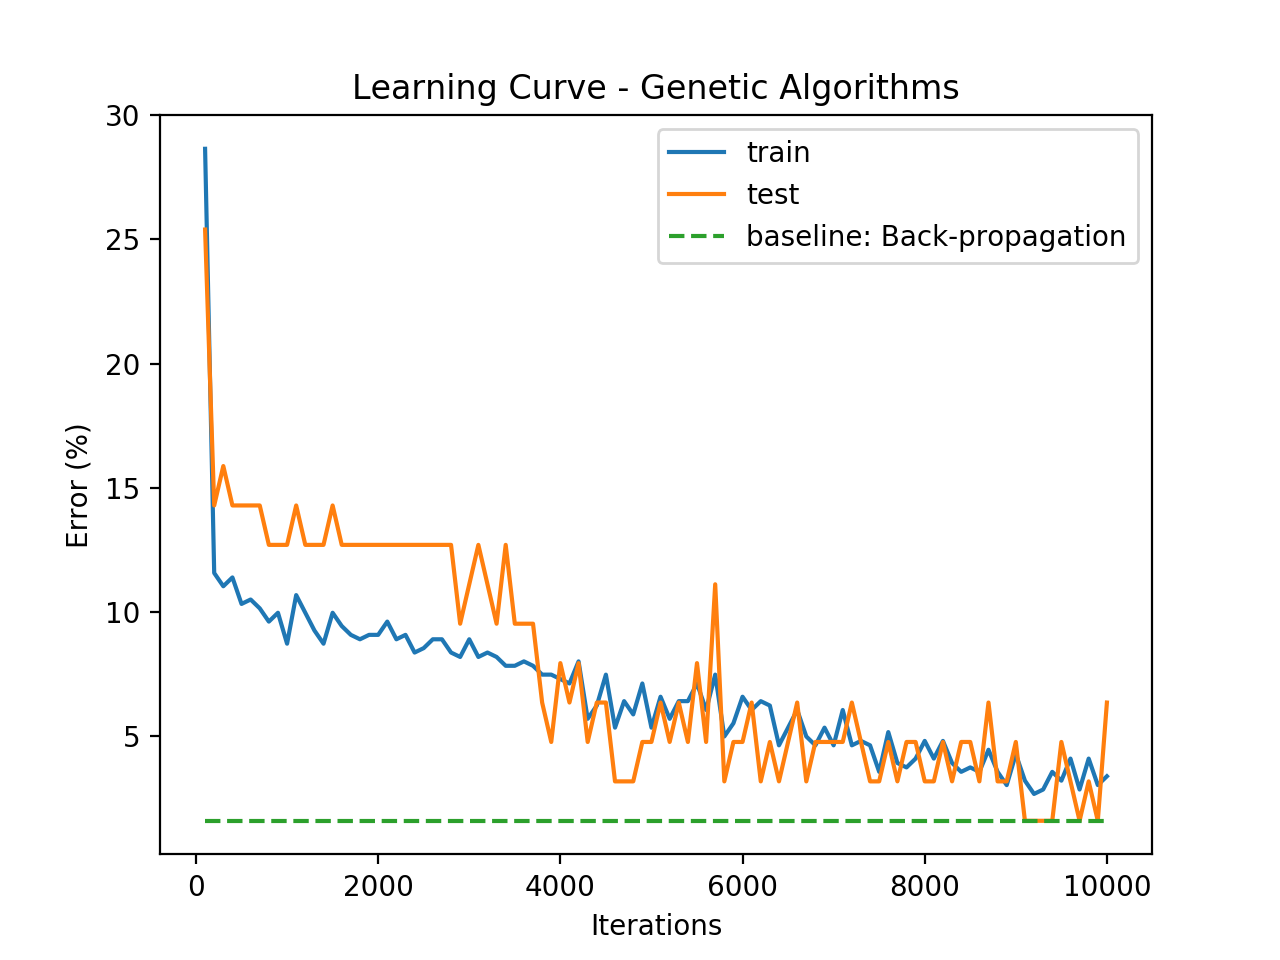 Learning Curve - Genetic Algorithms
30
25
20
15
10
5
Error (%)
train
test
baseline: Back-propagation
0 2000 4000 6000 8000 10000
Iterations